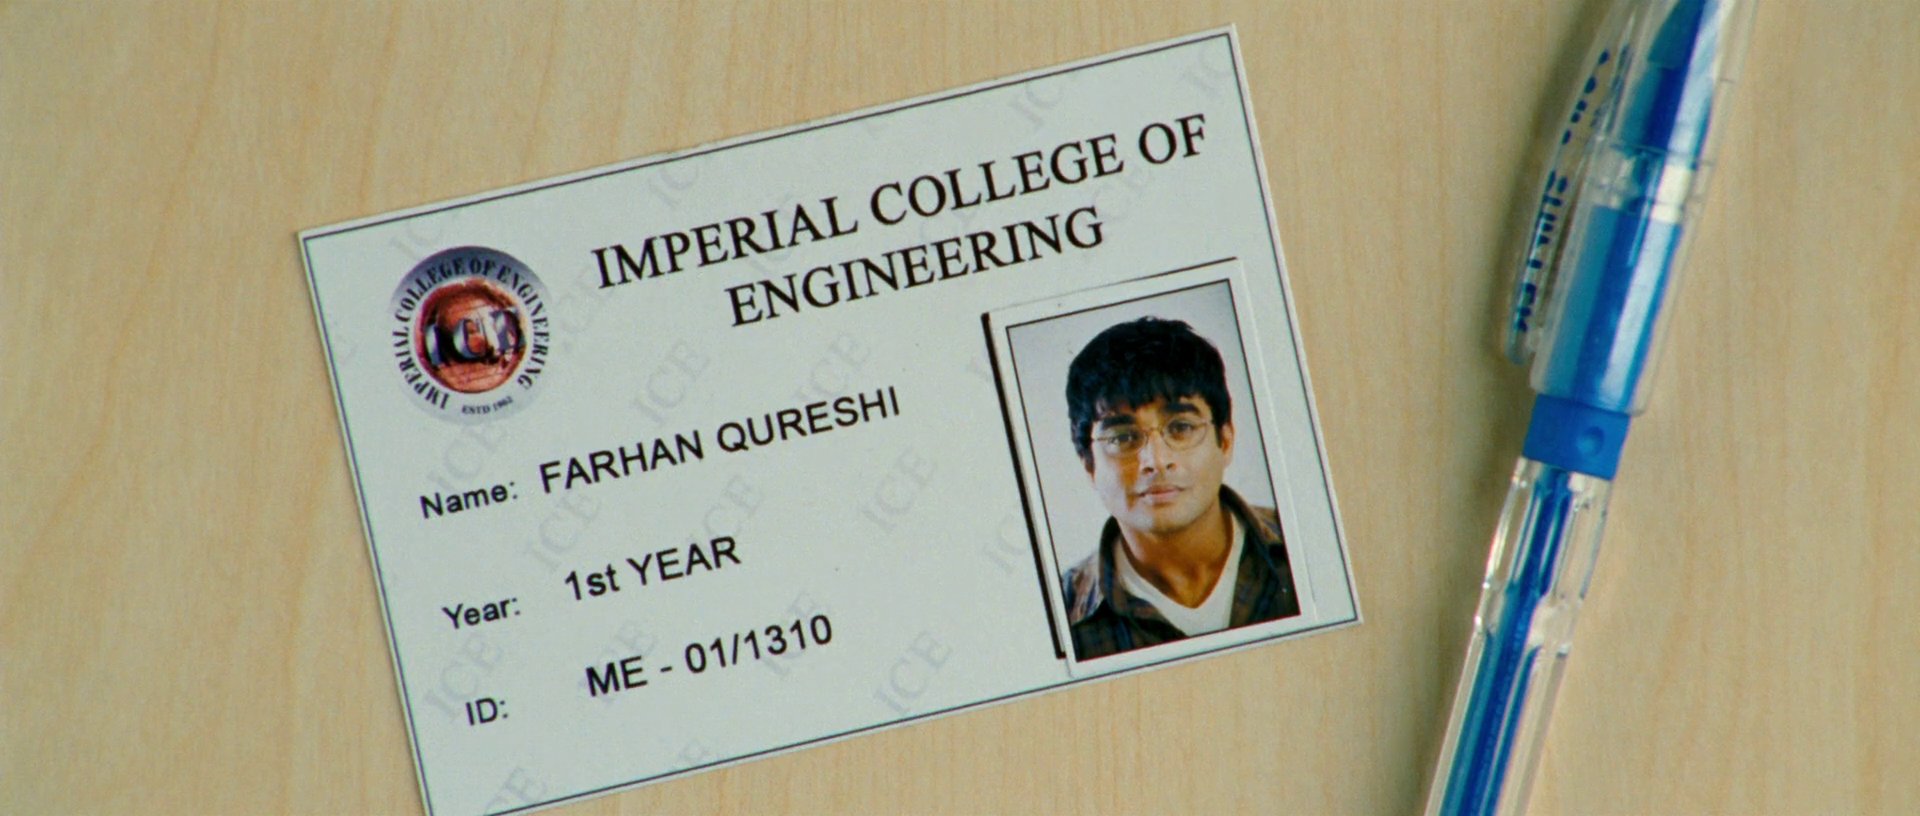 IMPERIAL COLLEGE OF
ENGINEERING
IMPERIAL COLLEGE OF ENGINEERING
ICE
ESTD 1962
Name: FARHAN QURESHI
Year: 1st YEAR
ID: ME - 01/1310